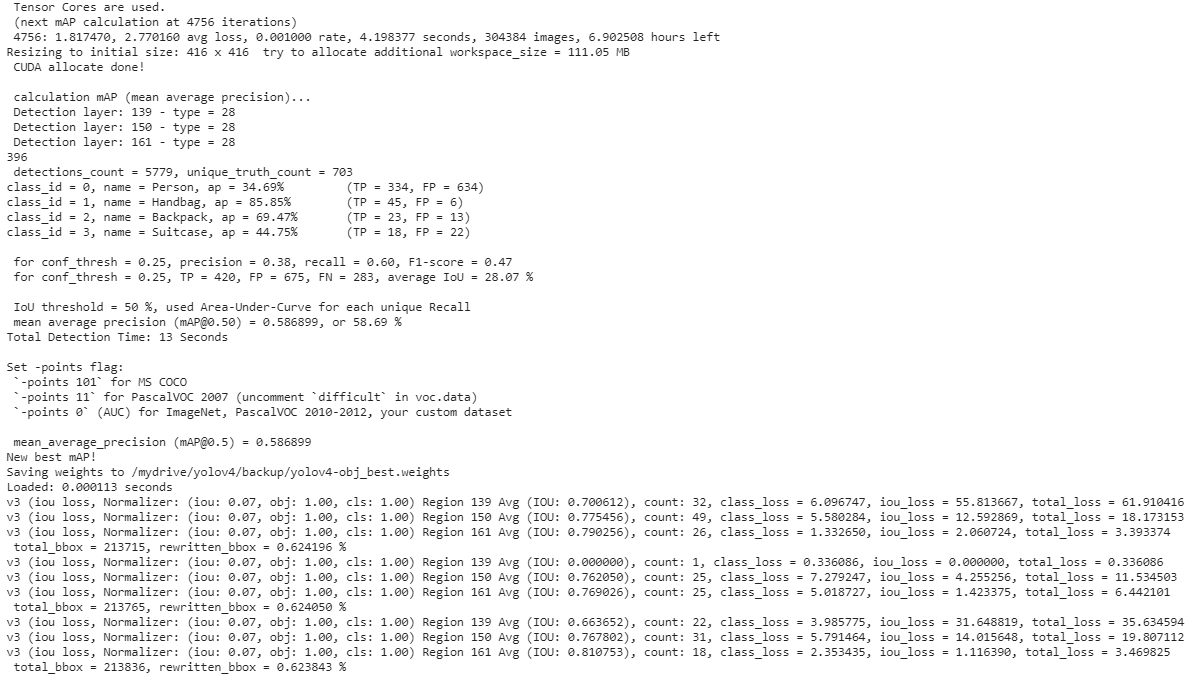 Tensor Cores are used.
(next mAP calculation at 4756 iterations)
4756: 1.817470, 2.770160 avg loss, 0.001000 rate, 4.198377 seconds, 304384 images, 6.902508 hours left
Resizing to initial size: 416 x 416  try to allocate additional workspace_size = 111.05 MB
CUDA allocate done!
calculation mAP (mean average precision)...
Detection layer: 139 - type = 28
Detection layer: 150 - type = 28
Detection layer: 161 - type = 28
396
detections_count = 5779, unique_truth_count = 703
class_id = 0, name = Person, ap = 34.69%         (TP = 334, FP = 634)
class_id = 1, name = Handbag, ap = 85.85%        (TP = 45, FP = 6)
class_id = 2, name = Backpack, ap = 69.47%       (TP = 23, FP = 13)
class_id = 3, name = Suitcase, ap = 44.75%       (TP = 18, FP = 22)
for conf_thresh = 0.25, precision = 0.38, recall = 0.60, F1-score = 0.47
for conf_thresh = 0.25, TP = 420, FP = 675, FN = 283, average IoU = 28.07 %
IoU threshold = 50 %, used Area-Under-Curve for each unique Recall
mean average precision (mAP@0.50) = 0.586899, or 58.69 %
Total Detection Time: 13 Seconds
Set -points flag:
`-points 101` for MS COCO
`-points 11` for PascalVOC 2007 (uncomment `difficult` in voc.data)
`-points 0` (AUC) for ImageNet, PascalVOC 2010-2012, your custom dataset
mean_average_precision (mAP@0.5) = 0.586899
New best mAP!
Saving weights to /mydrive/yolov4/backup/yolov4-obj_best.weights
Loaded: 0.000113 seconds
v3 (iou loss, Normalizer: (iou: 0.07, obj: 1.00, cls: 1.00) Region 139 Avg (IOU: 0.700612), count: 32, class_loss = 6.096747, iou_loss = 55.813667, total_loss = 61.910416
v3 (iou loss, Normalizer: (iou: 0.07, obj: 1.00, cls: 1.00) Region 150 Avg (IOU: 0.775456), count: 49, class_loss = 5.580284, iou_loss = 12.592869, total_loss = 18.173153
v3 (iou loss, Normalizer: (iou: 0.07, obj: 1.00, cls: 1.00) Region 161 Avg (IOU: 0.790256), count: 26, class_loss = 1.332650, iou_loss = 2.060724, total_loss = 3.393374
total_bbox = 213715, rewritten_bbox = 0.624196 %
v3 (iou loss, Normalizer: (iou: 0.07, obj: 1.00, cls: 1.00) Region 139 Avg (IOU: 0.000000), count: 1, class_loss = 0.336086, iou_loss = 0.000000, total_loss = 0.336086
v3 (iou loss, Normalizer: (iou: 0.07, obj: 1.00, cls: 1.00) Region 150 Avg (IOU: 0.762050), count: 25, class_loss = 7.279247, iou_loss = 4.255256, total_loss = 11.534503
v3 (iou loss, Normalizer: (iou: 0.07, obj: 1.00, cls: 1.00) Region 161 Avg (IOU: 0.769026), count: 25, class_loss = 5.018727, iou_loss = 1.423375, total_loss = 6.442101
total_bbox = 213765, rewritten_bbox = 0.624050 %
v3 (iou loss, Normalizer: (iou: 0.07, obj: 1.00, cls: 1.00) Region 139 Avg (IOU: 0.663652), count: 22, class_loss = 3.985775, iou_loss = 31.648819, total_loss = 35.634594
v3 (iou loss, Normalizer: (iou: 0.07, obj: 1.00, cls: 1.00) Region 150 Avg (IOU: 0.767802), count: 31, class_loss = 5.791464, iou_loss = 14.015648, total_loss = 19.807112
v3 (iou loss, Normalizer: (iou: 0.07, obj: 1.00, cls: 1.00) Region 161 Avg (IOU: 0.810753), count: 18, class_loss = 2.353435, iou_loss = 1.116390, total_loss = 3.469825
total_bbox = 213836, rewritten_bbox = 0.623843 %